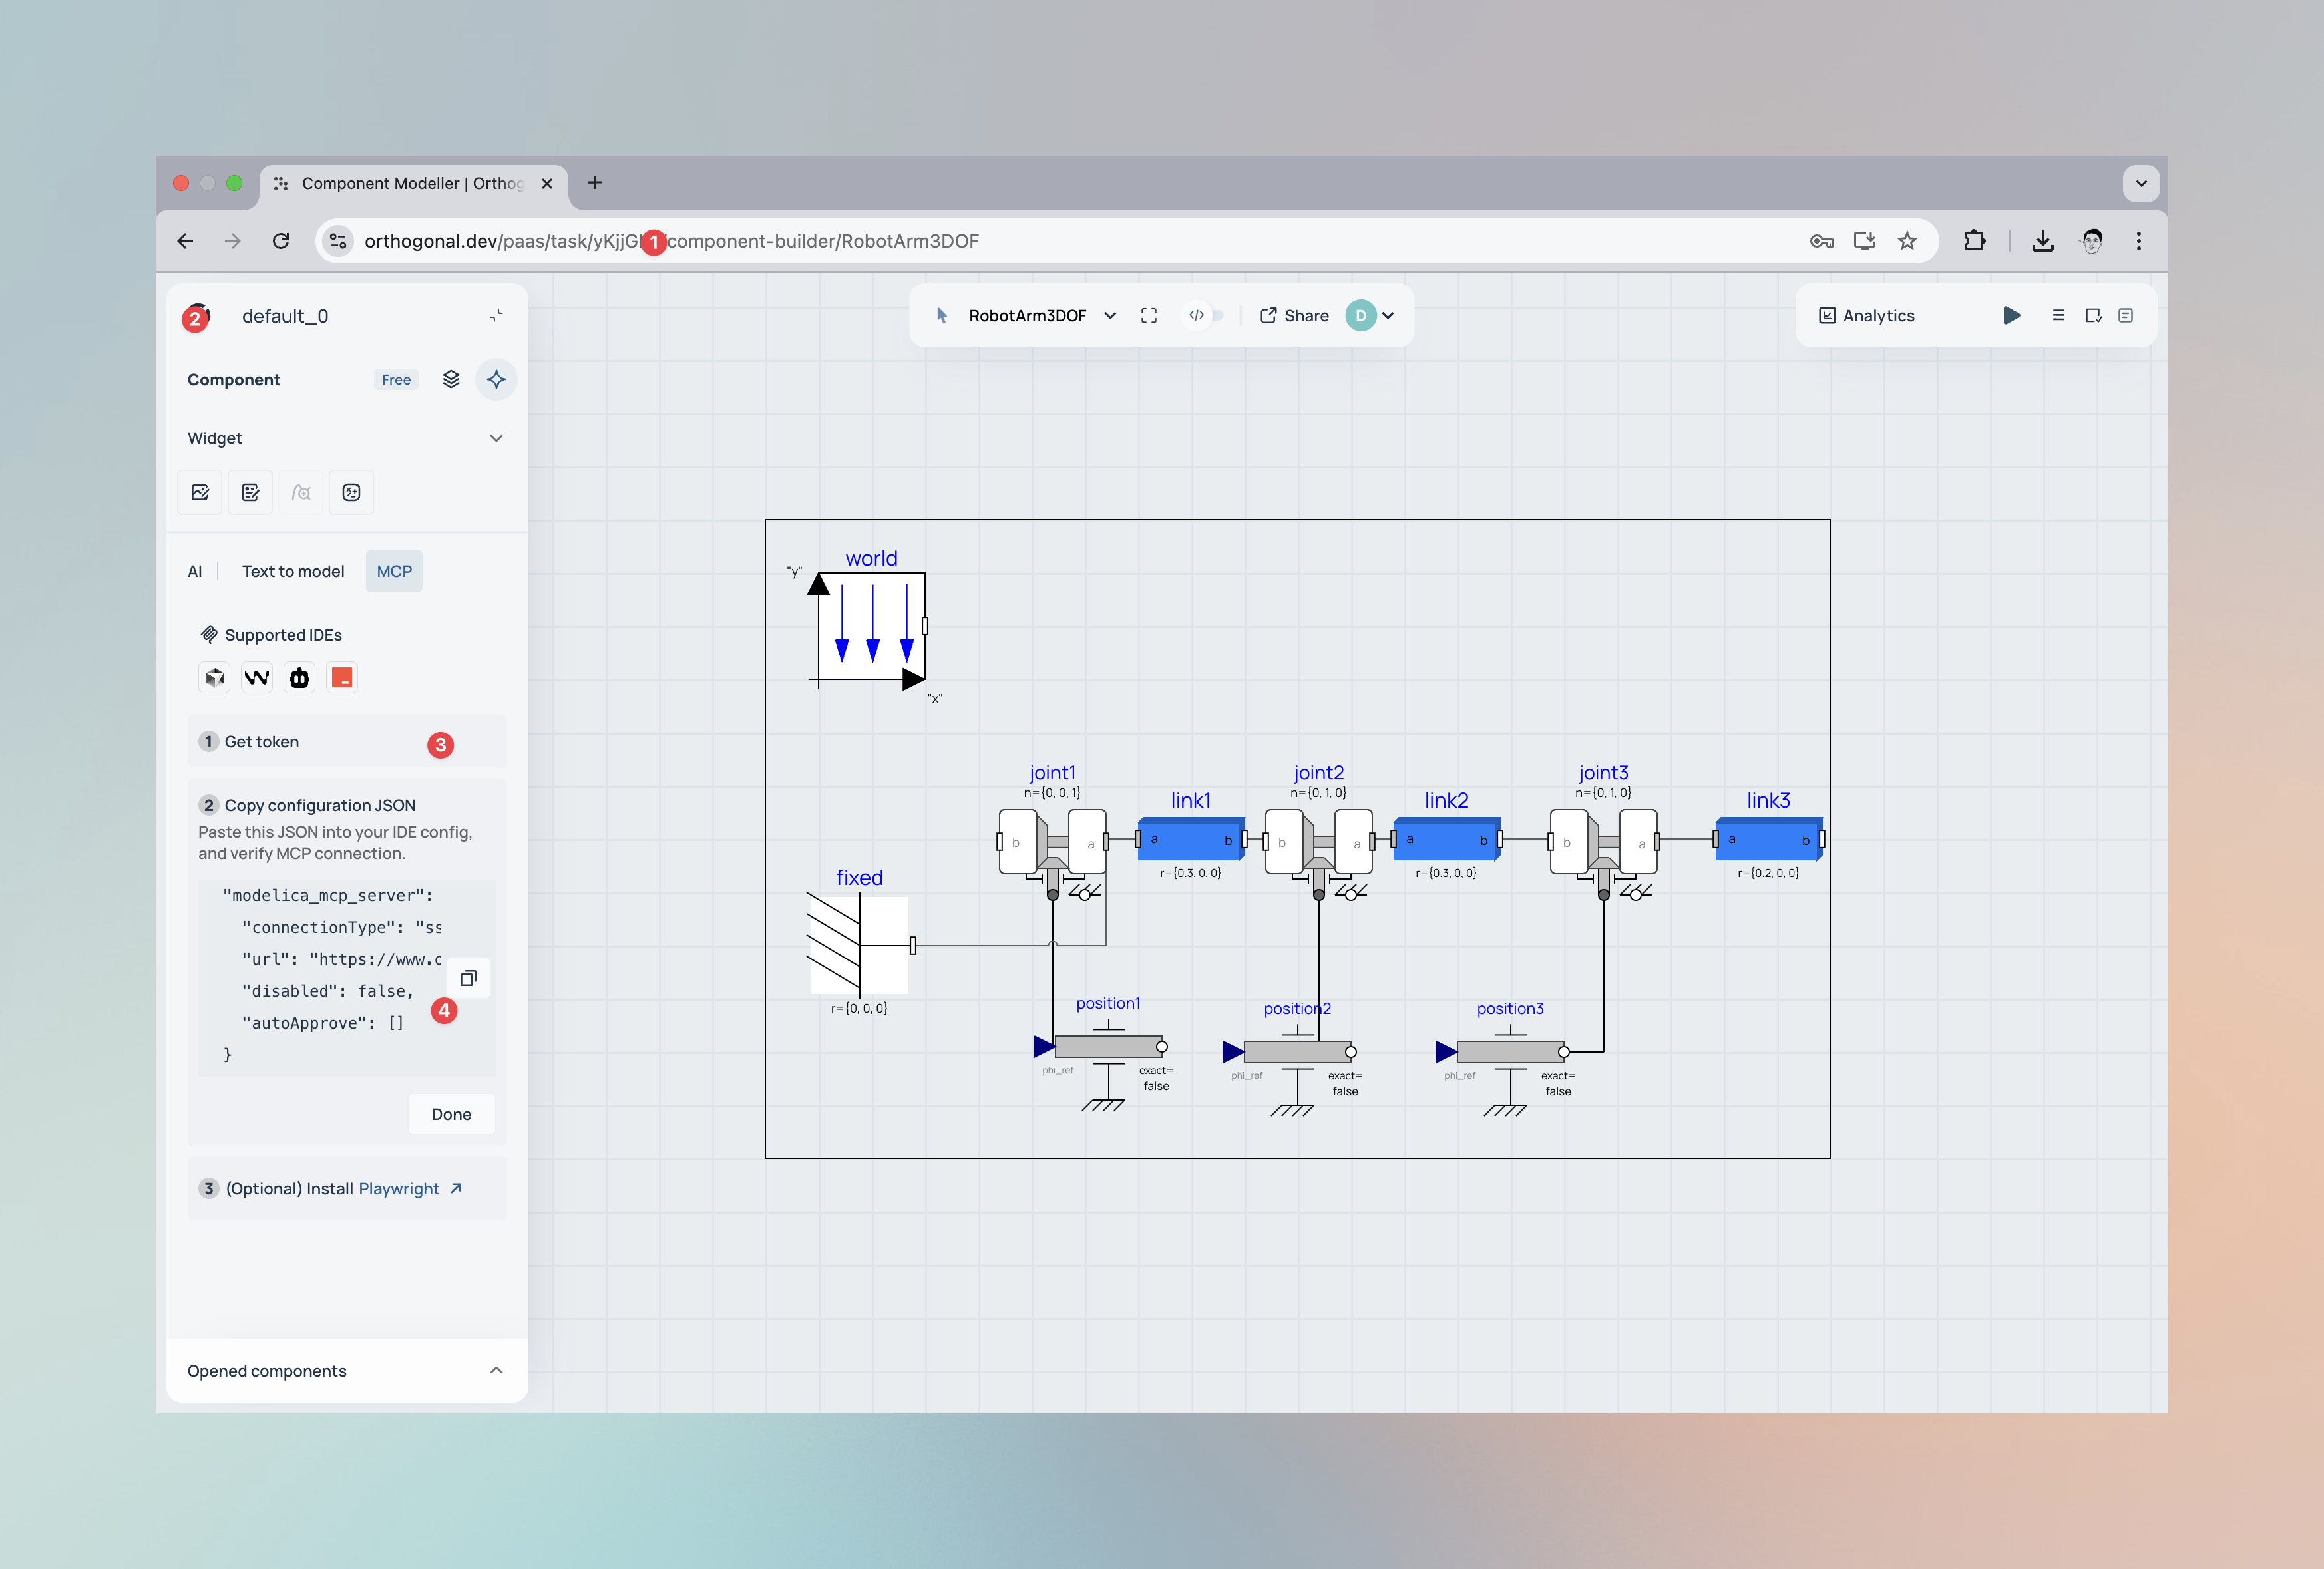 Component Modeller | Orthog
orthogonal.dev/paas/task/yKjjG
1
/component-builder/RobotArm3DOF
2
default_0
RobotArm3DOF
</>
Share
D
Analytics
Component
Free
Widget
AI
Text to model
MCP
Supported IDEs
1 Get token
3
2 Copy configuration JSON
Paste this JSON into your IDE config,
and verify MCP connection.
"modelica_mcp_server":
"connectionType": "ss
"url": "https://www.
"disabled": false,
4
"autoApprove": []
}
Done
3 (Optional) Install Playwright
Opened components
world
"y"
"x"
joint1
n={0, 0, 1}
b
a
link1
a
b
r={0.3, 0, 0}
joint2
n={0, 1, 0}
b
a
link2
a
b
r={0.3, 0, 0}
joint3
n={0, 1, 0}
b
a
link3
a
b
r={0.2, 0, 0}
fixed
r={0, 0, 0}
position1
phi_ref
exact=
false
position2
phi_ref
exact=
false
position3
phi_ref
exact=
false